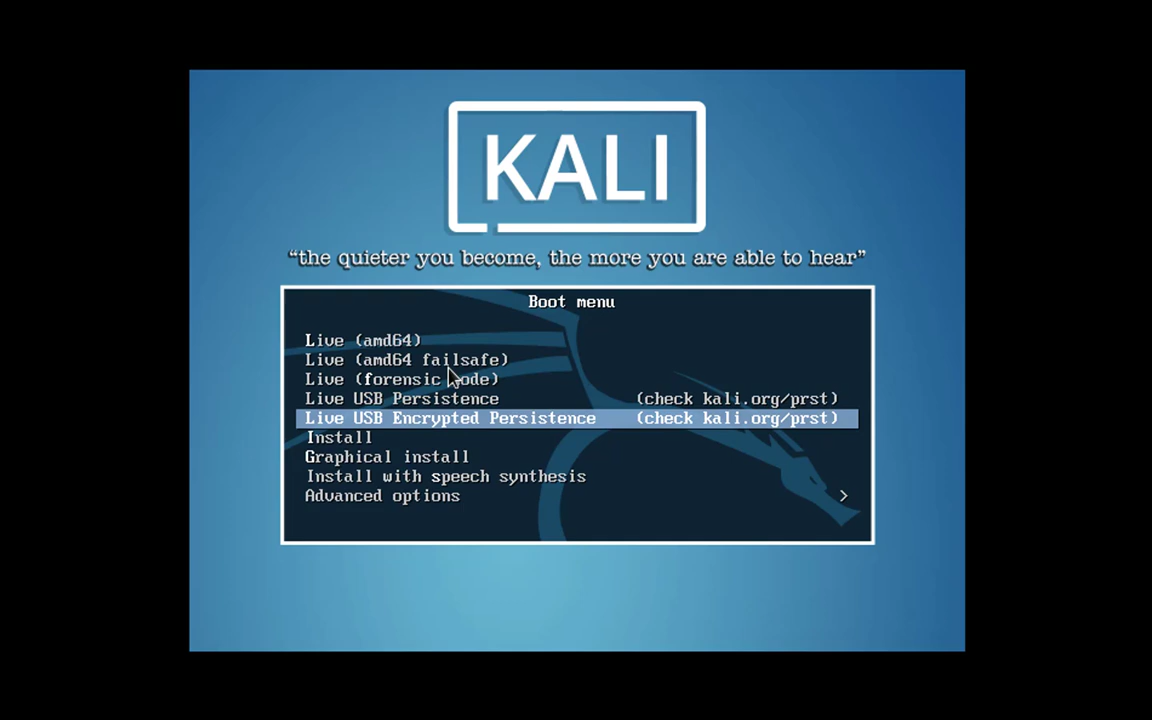 KALI
“the quieter you become, the more you are able to hear”
Boot menu
Live (amd64)
Live (amd64 failsafe)
Live (forensic mode)
Live USB Persistence (check kali.org/prst)
Live USB Encrypted Persistence (check kali.org/prst)
Install
Graphical install
Install with speech synthesis
Advanced options >